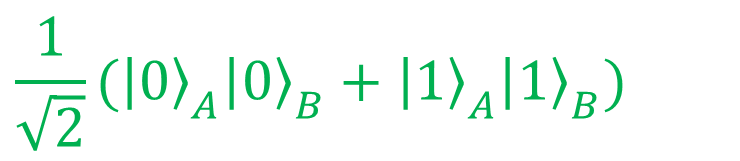 1/√2 (|0⟩_A|0⟩_B + |1⟩_A|1⟩_B)